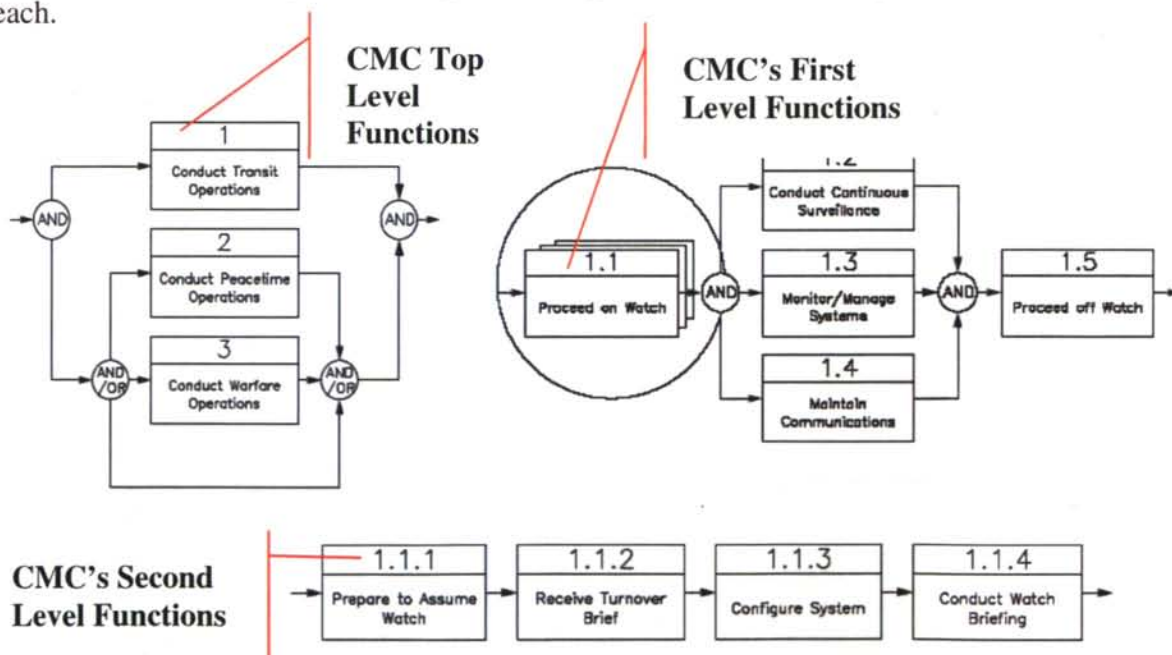 each.
CMC Top
Level
Functions
CMC's First
Level Functions
1
Conduct Transit
Operations
AND
AND
2
Conduct Peacetime
Operations
AND
/OR
3
Conduct Warfare
Operations
AND
/OR
1.1
Proceed on Watch
AND
1.2
Conduct Continuous
Surveillance
1.3
Monitor/Manage
Systems
1.4
Maintain
Communications
AND
1.5
Proceed off Watch
CMC's Second
Level Functions
1.1.1
Prepare to Assume
Watch
1.1.2
Receive Turnover
Brief
1.1.3
Configure System
1.1.4
Conduct Watch
Briefing